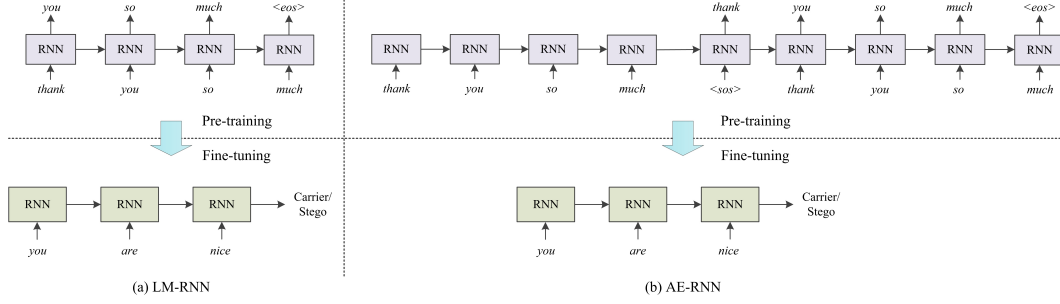 you so much <eos> thank you so much <eos>
RNN RNN RNN RNN RNN RNN RNN RNN RNN RNN RNN RNN RNN
thank you so much thank you so much <sos> thank you so much
Pre-training Pre-training
Fine-tuning Fine-tuning
RNN RNN RNN Carrier/ RNN RNN RNN Carrier/
Stego Stego
you are nice you are nice
(a) LM-RNN (b) AE-RNN